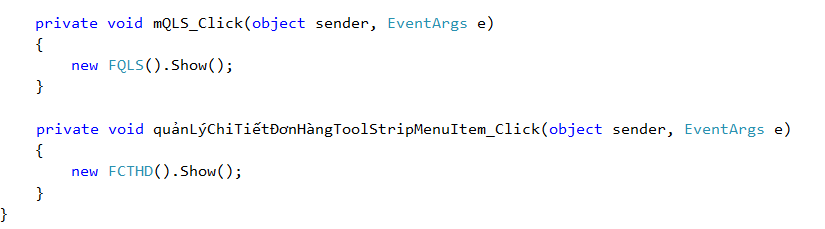 private void mQLS_Click(object sender, EventArgs e)
{
new FQLS().Show();
}
private void quảnLýChiTiếtĐơnHàngToolStripMenuItem_Click(object sender, EventArgs e)
{
new FCTHD().Show();
}
}